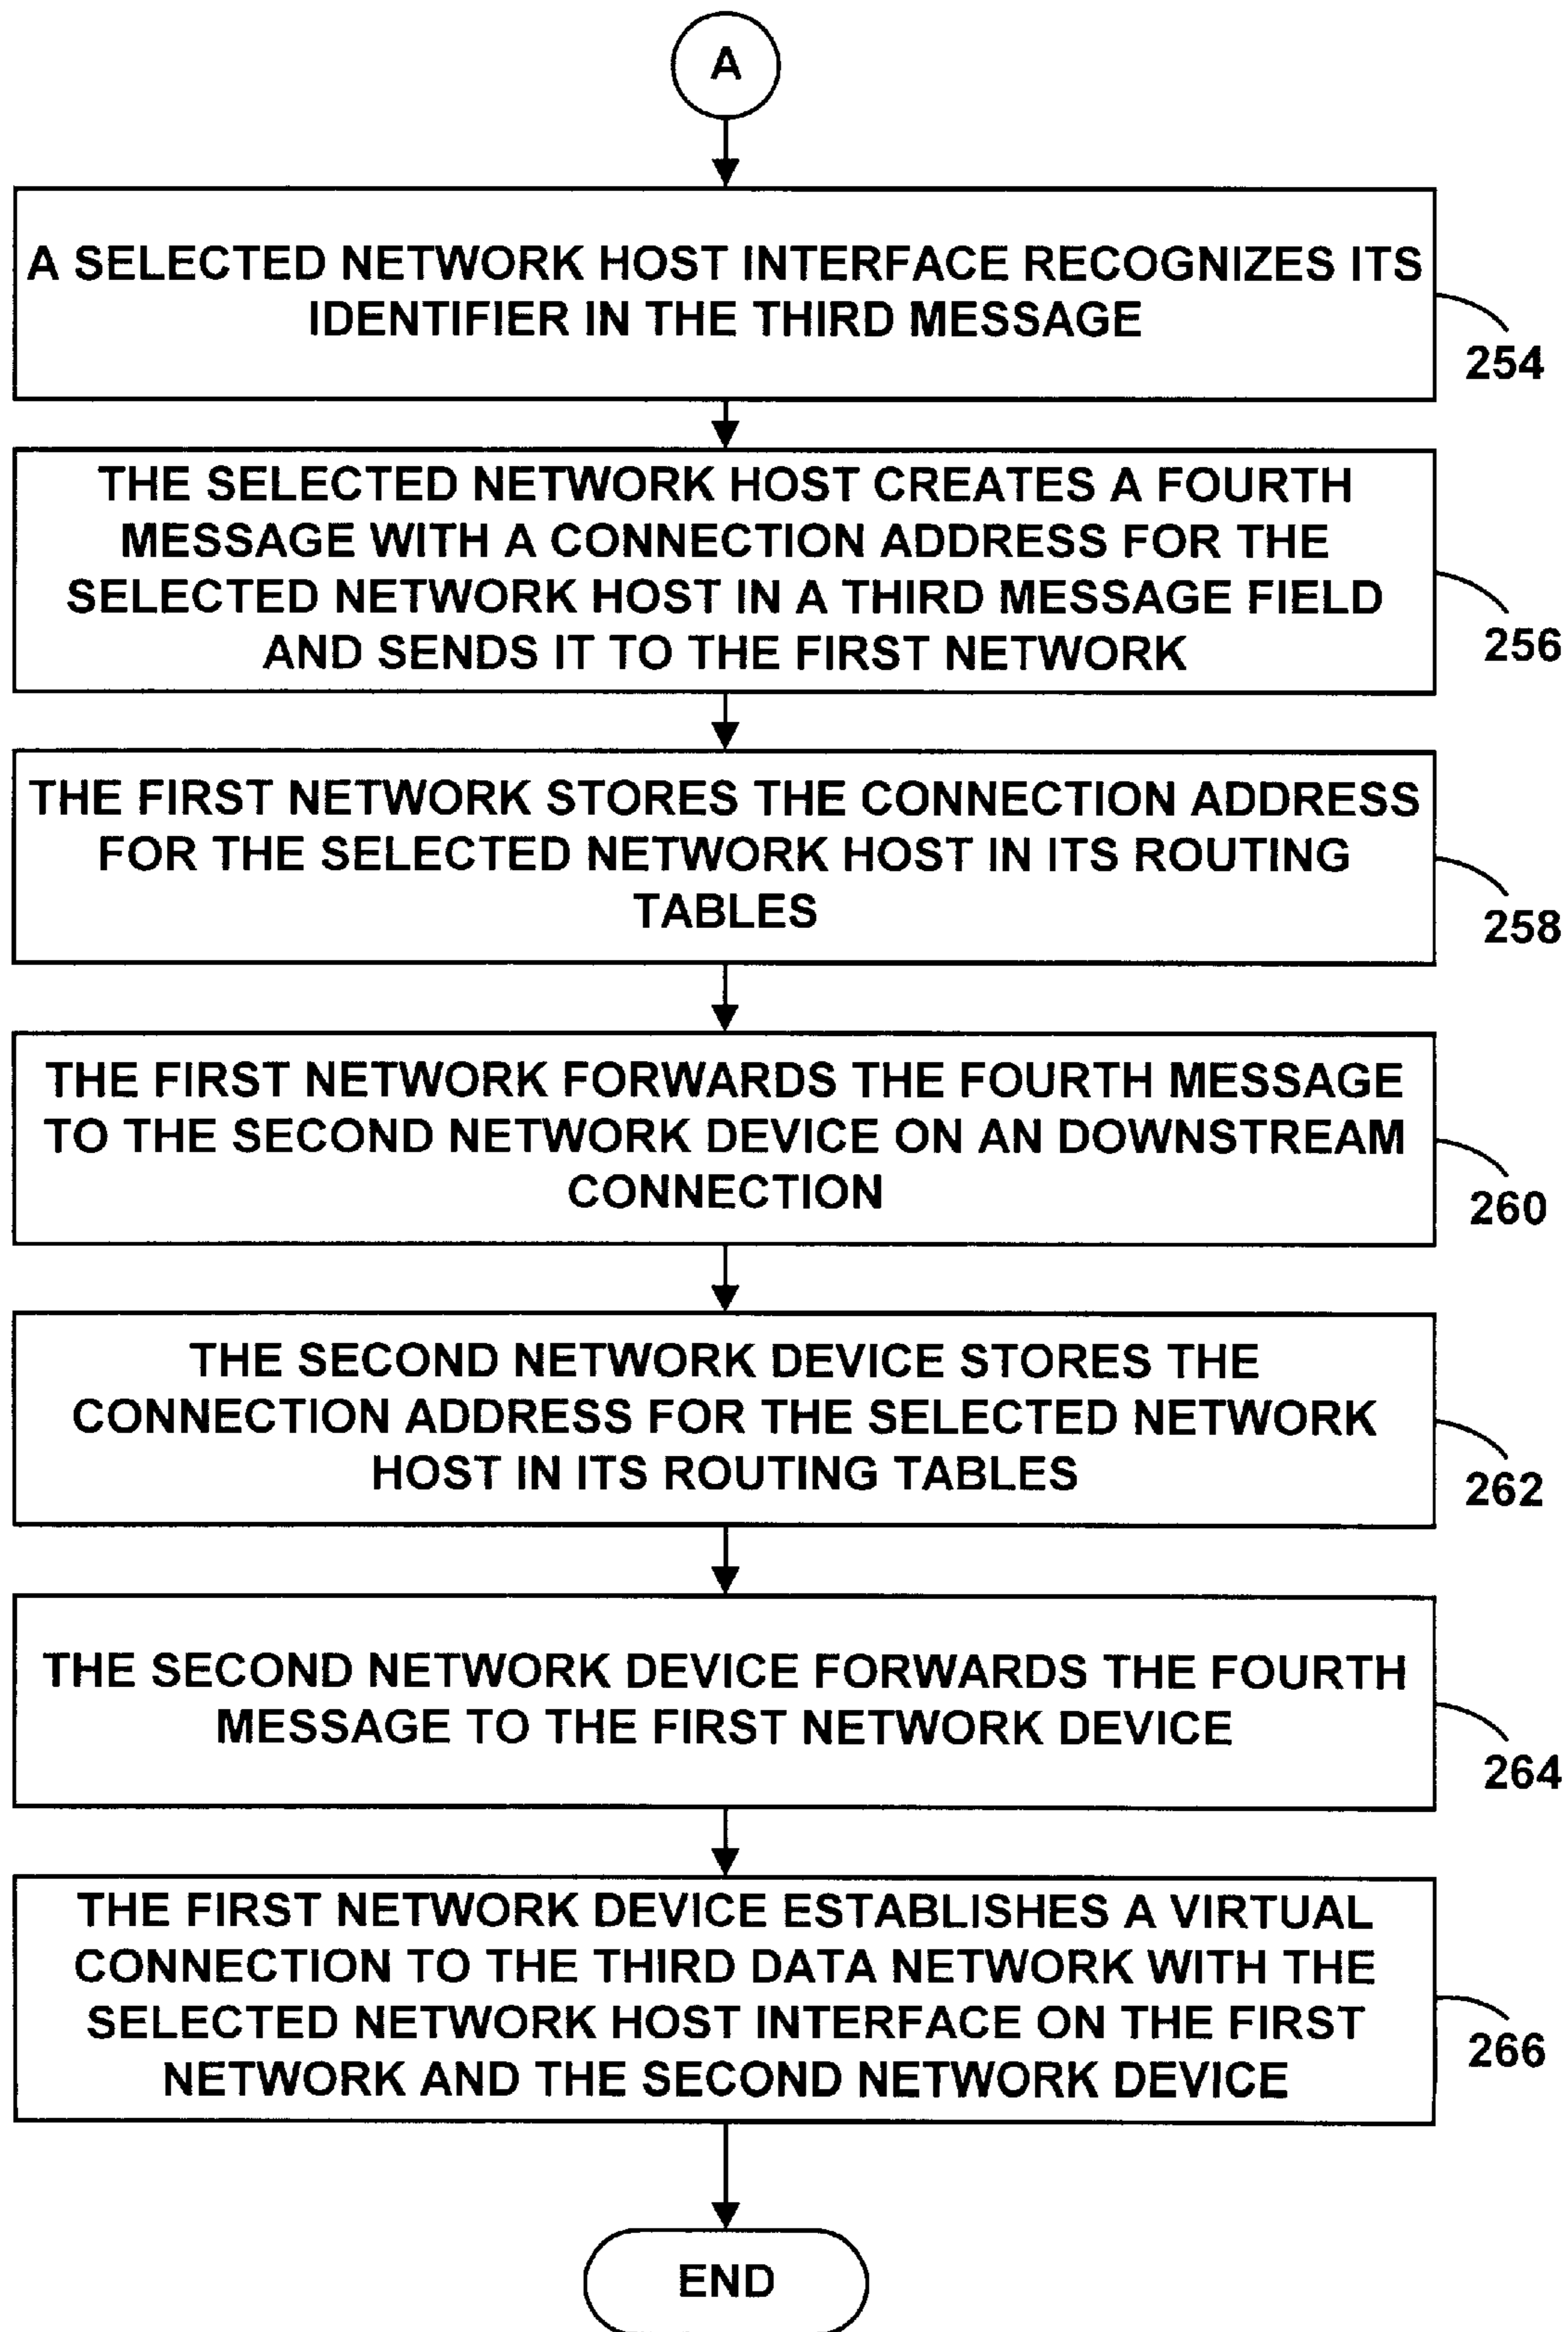 A
A SELECTED NETWORK HOST INTERFACE RECOGNIZES ITS
IDENTIFIER IN THE THIRD MESSAGE
254
THE SELECTED NETWORK HOST CREATES A FOURTH
MESSAGE WITH A CONNECTION ADDRESS FOR THE
SELECTED NETWORK HOST IN A THIRD MESSAGE FIELD
AND SENDS IT TO THE FIRST NETWORK
256
THE FIRST NETWORK STORES THE CONNECTION ADDRESS
FOR THE SELECTED NETWORK HOST IN ITS ROUTING
TABLES
258
THE FIRST NETWORK FORWARDS THE FOURTH MESSAGE
TO THE SECOND NETWORK DEVICE ON AN DOWNSTREAM
CONNECTION
260
THE SECOND NETWORK DEVICE STORES THE
CONNECTION ADDRESS FOR THE SELECTED NETWORK
HOST IN ITS ROUTING TABLES
262
THE SECOND NETWORK DEVICE FORWARDS THE FOURTH
MESSAGE TO THE FIRST NETWORK DEVICE
264
THE FIRST NETWORK DEVICE ESTABLISHES A VIRTUAL
CONNECTION TO THE THIRD DATA NETWORK WITH THE
SELECTED NETWORK HOST INTERFACE ON THE FIRST
NETWORK AND THE SECOND NETWORK DEVICE
266
END